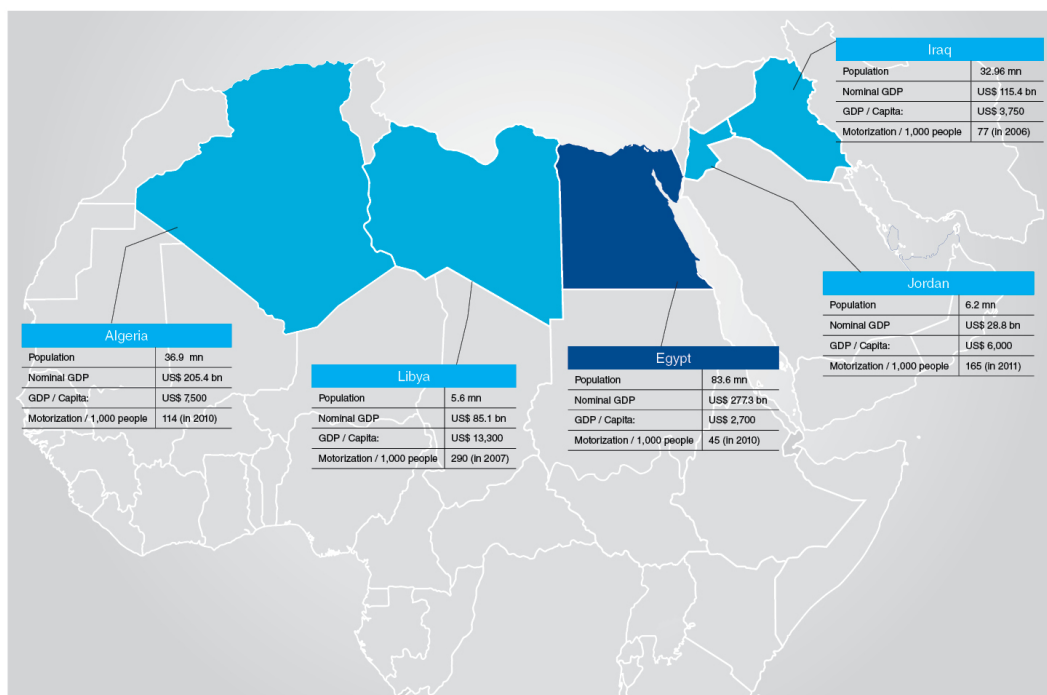 Iraq
Population 32.96 mn
Nominal GDP US$ 115.4 bn
GDP / Capita: US$ 3,750
Motorization / 1,000 people 77 (in 2006)
Jordan
Population 6.2 mn
Nominal GDP US$ 28.8 bn
GDP / Capita: US$ 6,000
Motorization / 1,000 people 165 (in 2011)
Algeria
Population 36.9 mn
Nominal GDP US$ 205.4 bn
GDP / Capita: US$ 7,500
Motorization / 1,000 people 114 (in 2010)
Libya
Population 5.6 mn
Nominal GDP US$ 85.1 bn
GDP / Capita: US$ 13,300
Motorization / 1,000 people 290 (in 2007)
Egypt
Population 83.6 mn
Nominal GDP US$ 277.3 bn
GDP / Capita: US$ 2,700
Motorization / 1,000 people 45 (in 2010)